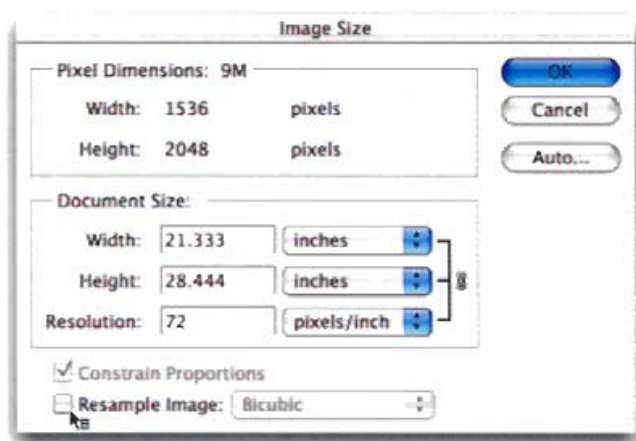 Image Size
Pixel Dimensions: 9M
Width: 1536 pixels
Height: 2048 pixels
OK
Cancel
Auto...
Document Size:
Width: 21.333 inches
Height: 28.444 inches
Resolution: 72 pixels/inch
Constrain Proportions
Resample Image: Bicubic